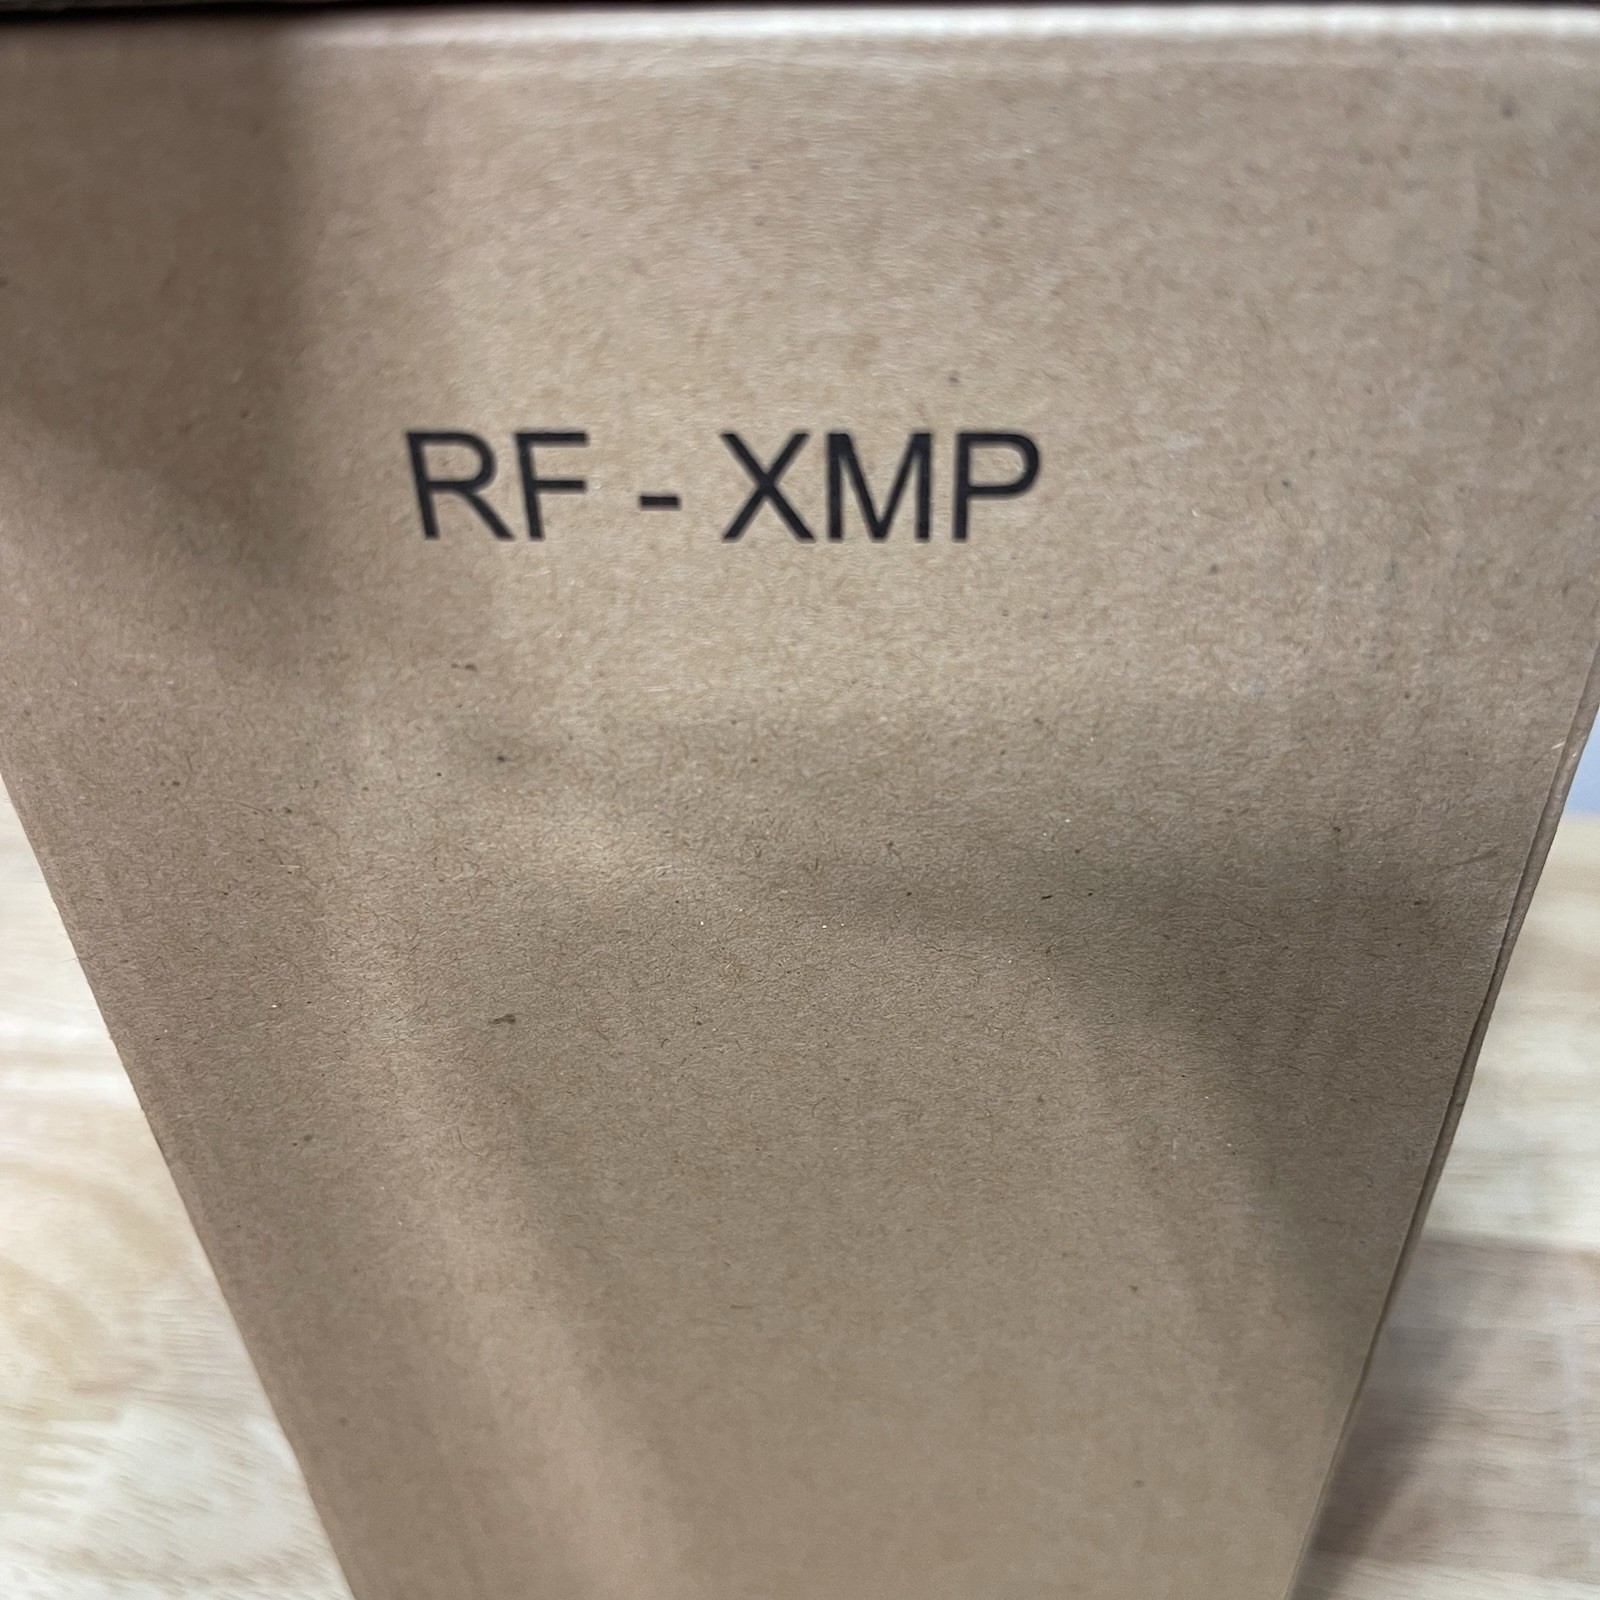 RF - XMP